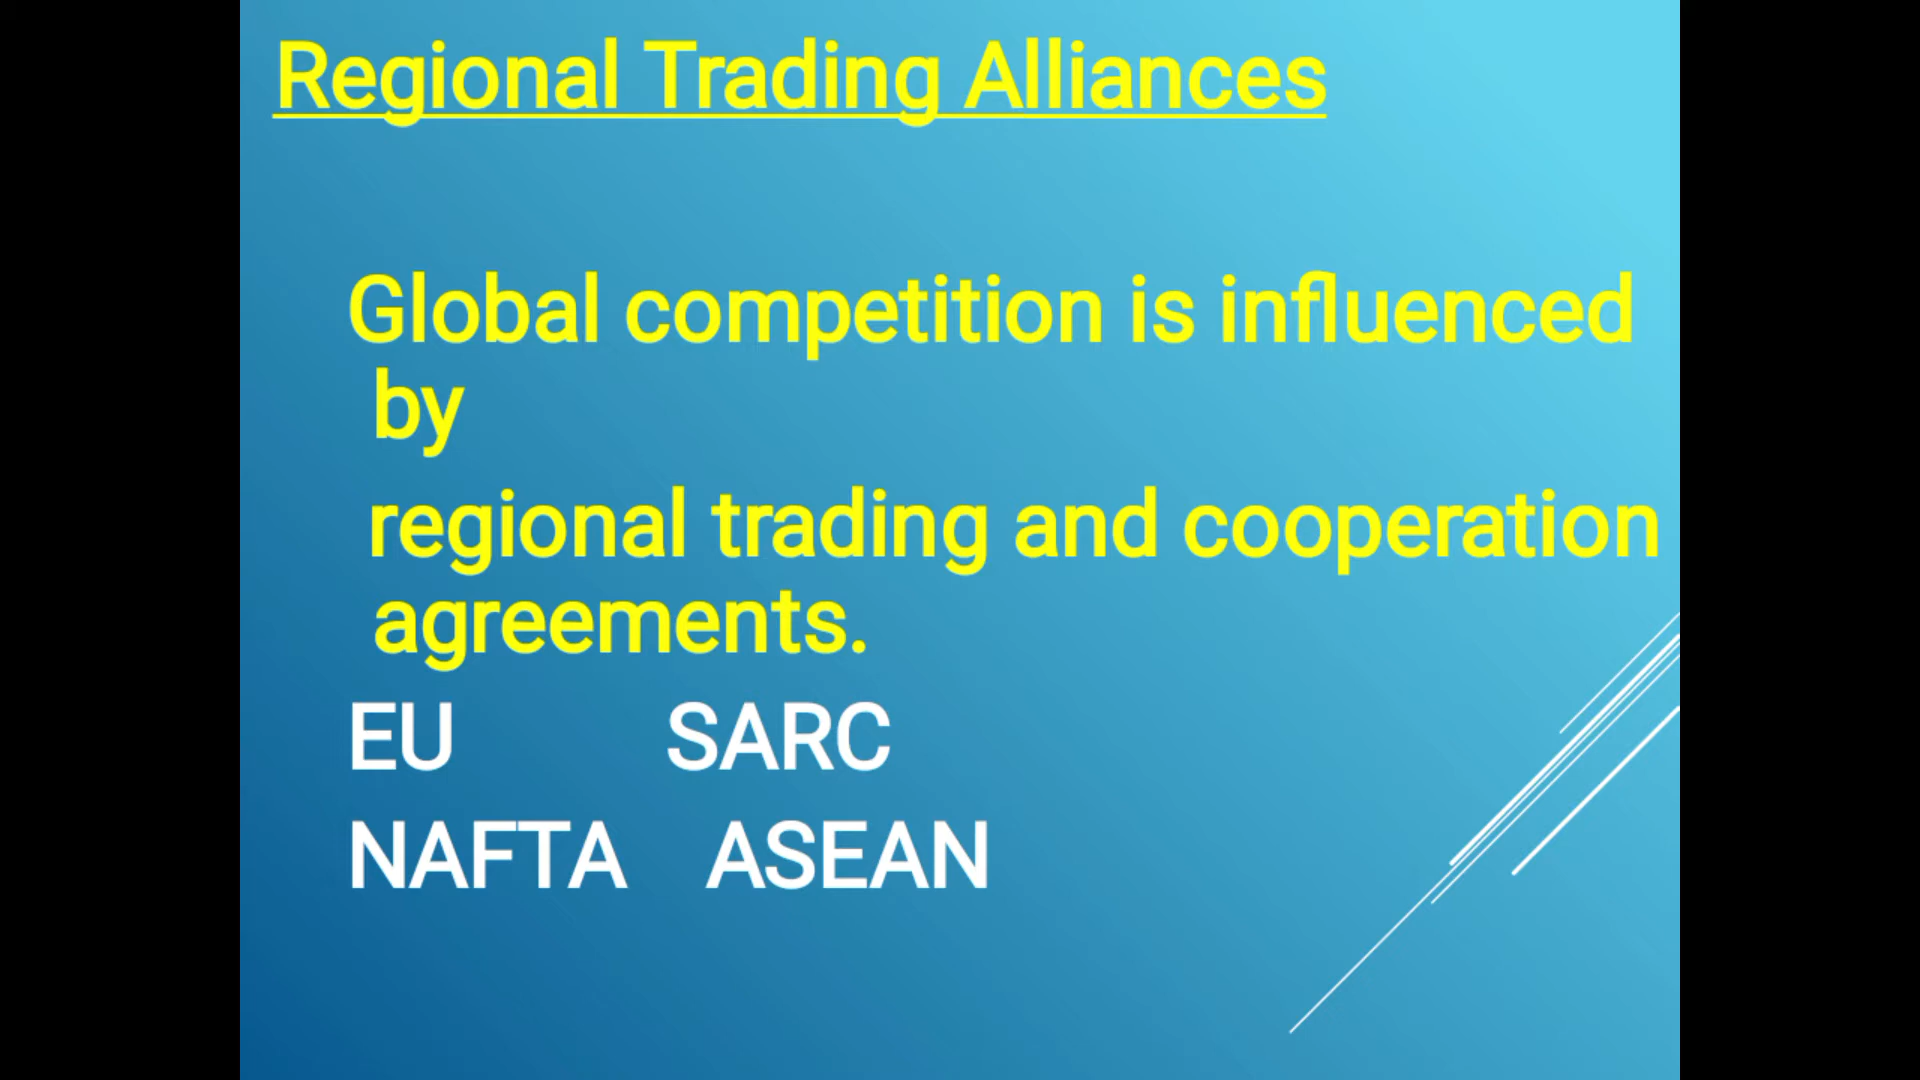 Regional Trading Alliances
Global competition is influenced
by
regional trading and cooperation
agreements.
EU SARC
NAFTA ASEAN